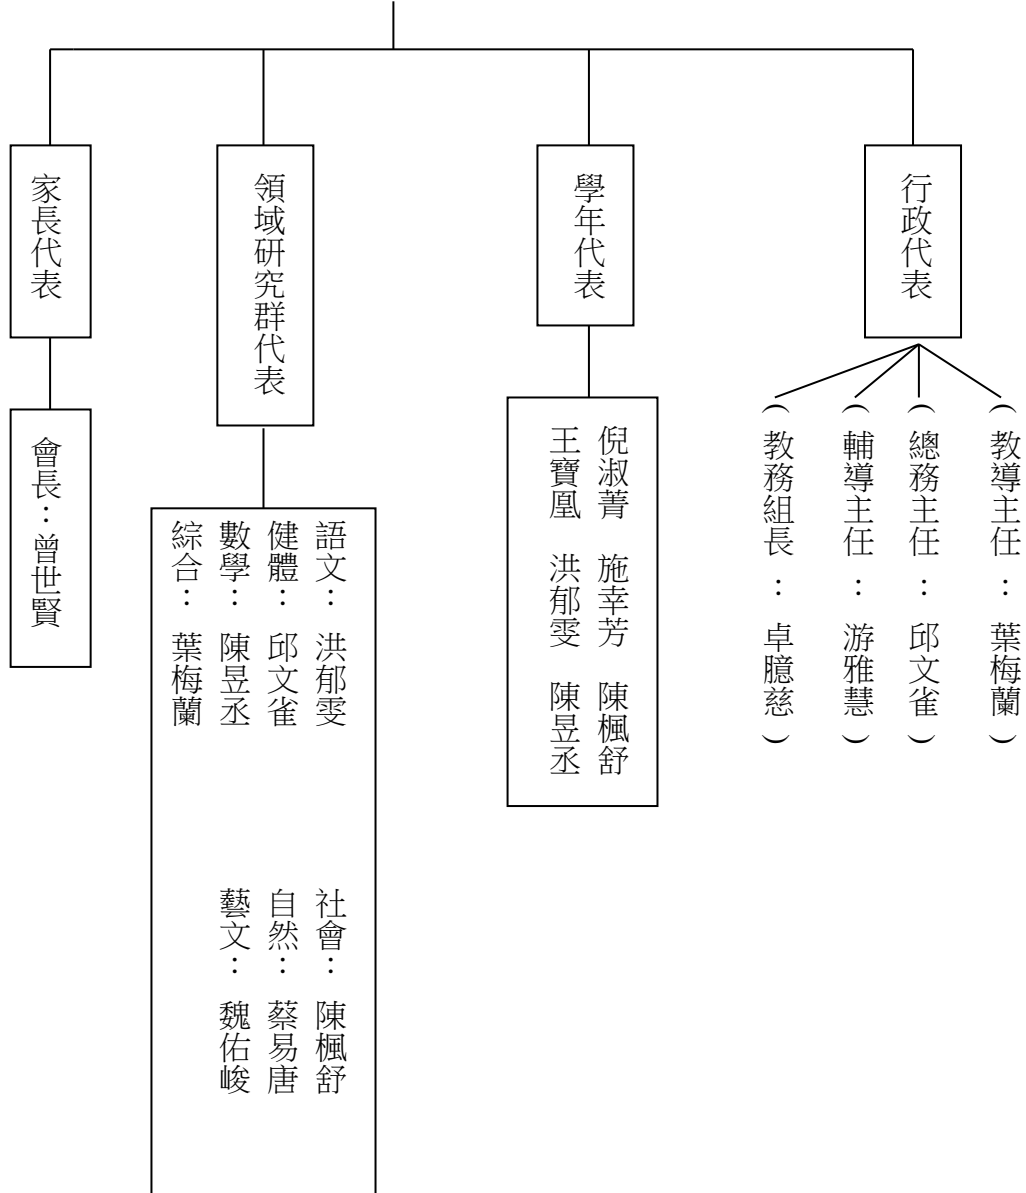 行政代表
（教導主任：葉梅蘭）
（總務主任：邱文雀）
（輔導主任：游雅慧）
（教務組長：卓臆慈）
學年代表
倪淑菁 施幸芳 陳楓舒
王寶凰 洪郁雯 陳昱丞
領域研究群代表
語文： 洪郁雯 社會： 陳楓舒
健體： 邱文雀 自然： 蔡易唐
數學： 陳昱丞 藝文： 魏佑峻
綜合： 葉梅蘭
家長代表
會長：曾世賢